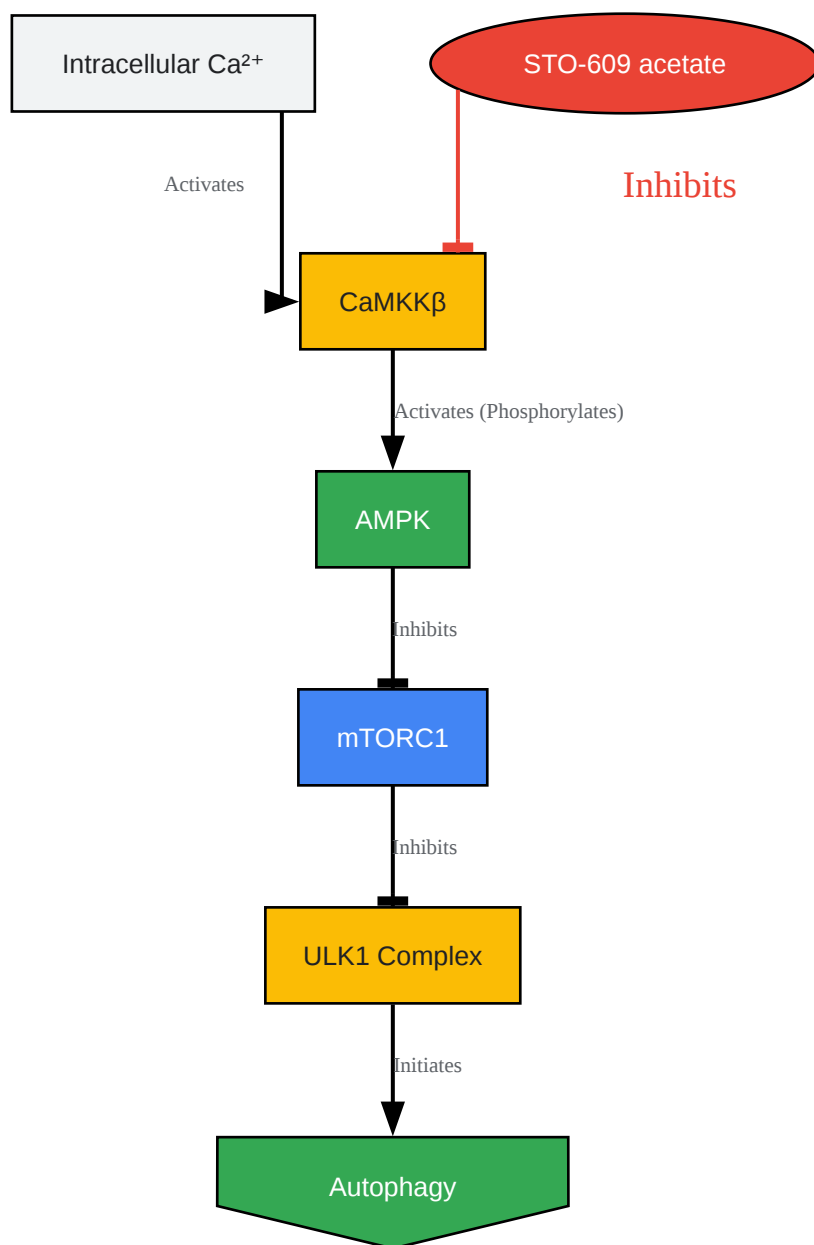 Intracellular Ca²⁺
STO-609 acetate
Activates
Inhibits
CaMKKβ
Activates (Phosphorylates)
AMPK
Inhibits
mTORC1
Inhibits
ULK1 Complex
Initiates
Autophagy